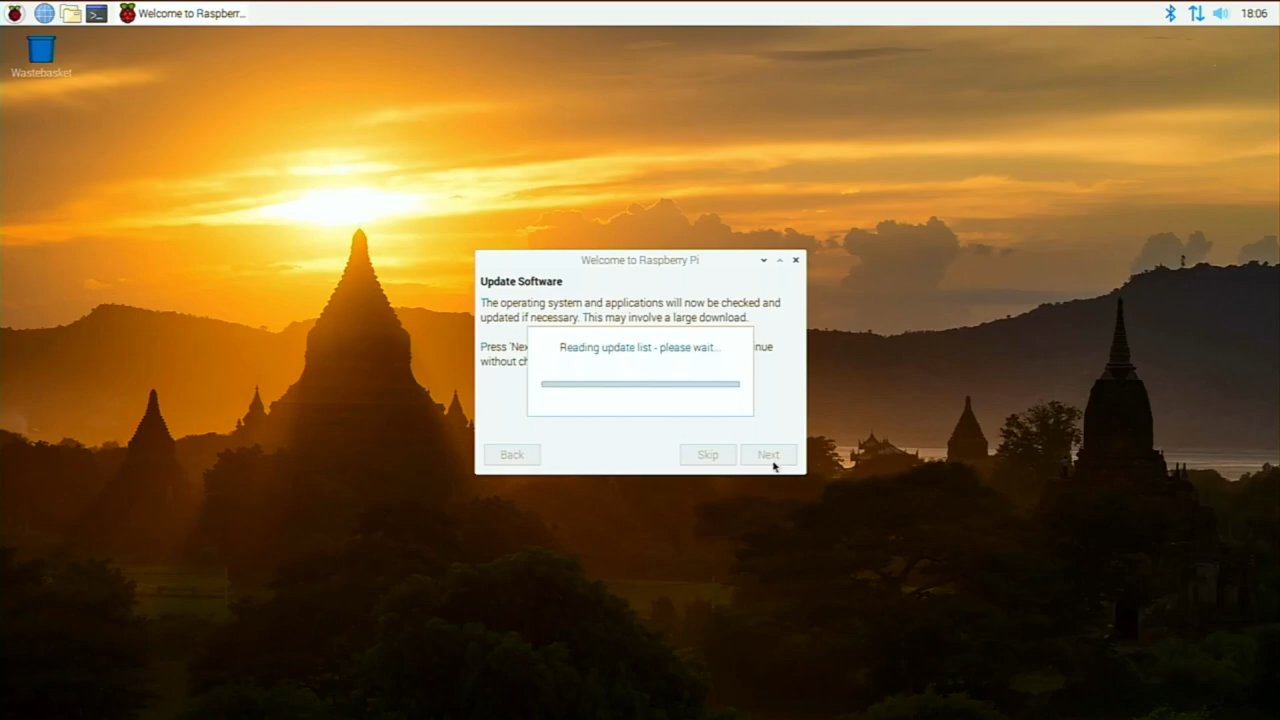 Welcome to Raspberr...
18:06
Wastebasket
Welcome to Raspberry Pi
Update Software
The operating system and applications will now be checked and
updated if necessary. This may involve a large download.
Press 'Nex
nue
without ch
Reading update list - please wait...
Back
Skip
Next